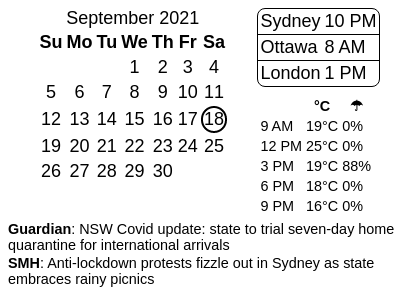 September 2021
Su Mo Tu We Th Fr Sa
1 2 3 4
5 6 7 8 9 10 11
12 13 14 15 16 17 18
19 20 21 22 23 24 25
26 27 28 29 30
Sydney 10 PM
Ottawa 8 AM
London 1 PM
°C ☂
9 AM 19°C 0%
12 PM 25°C 0%
3 PM 19°C 88%
6 PM 18°C 0%
9 PM 16°C 0%
Guardian: NSW Covid update: state to trial seven-day home
quarantine for international arrivals
SMH: Anti-lockdown protests fizzle out in Sydney as state
embraces rainy picnics